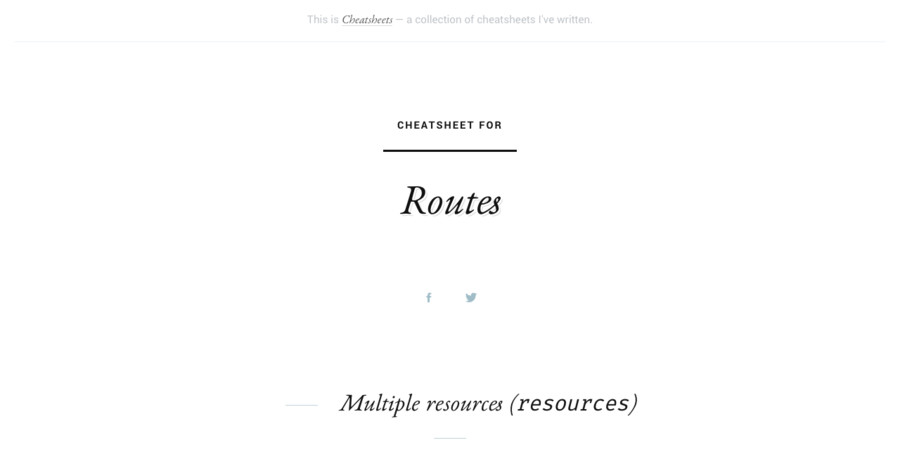 This is Cheatsheets — a collection of cheatsheets I've written.
CHEATSHEET FOR
Routes
Multiple resources (resources)